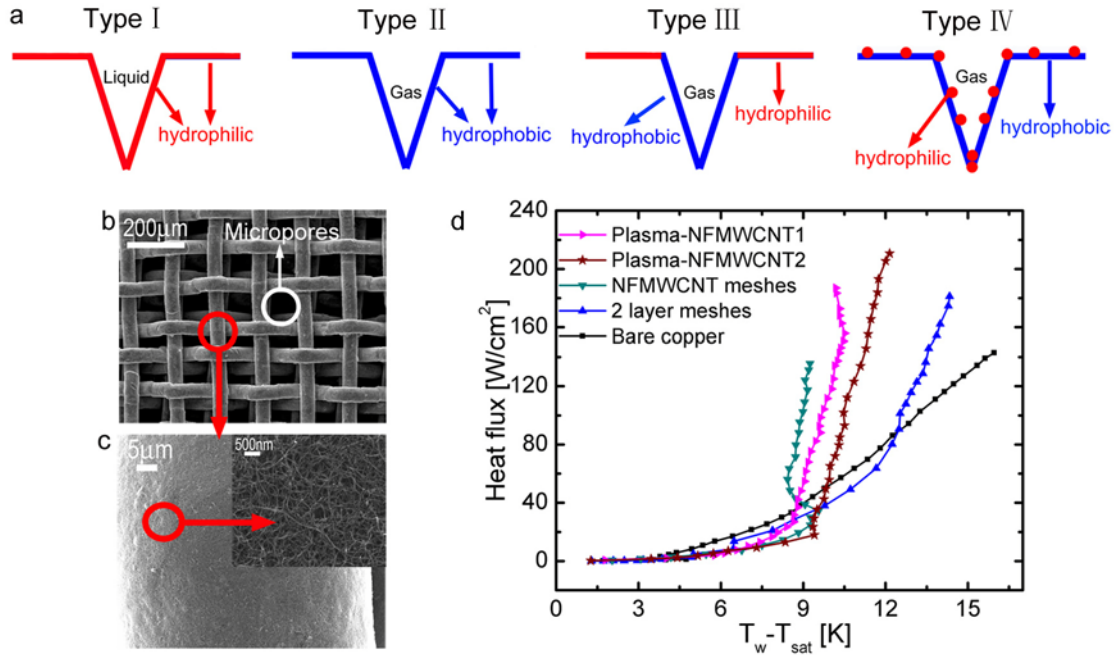 a
Type Ⅰ
Type Ⅱ
Type Ⅲ
Type Ⅳ
Liquid
hydrophilic
Gas
hydrophobic
Gas
hydrophobic
hydrophilic
Gas
hydrophilic
hydrophobic
b
200μm
Micropores
c
5μm
500nm
d
240
200
160
120
80
40
0
Heat flux [W/cm²]
Plasma-NFMWCNT1
Plasma-NFMWCNT2
NFMWCNT meshes
2 layer meshes
Bare copper
0 3 6 9 12 15
T_w-T_sat [K]